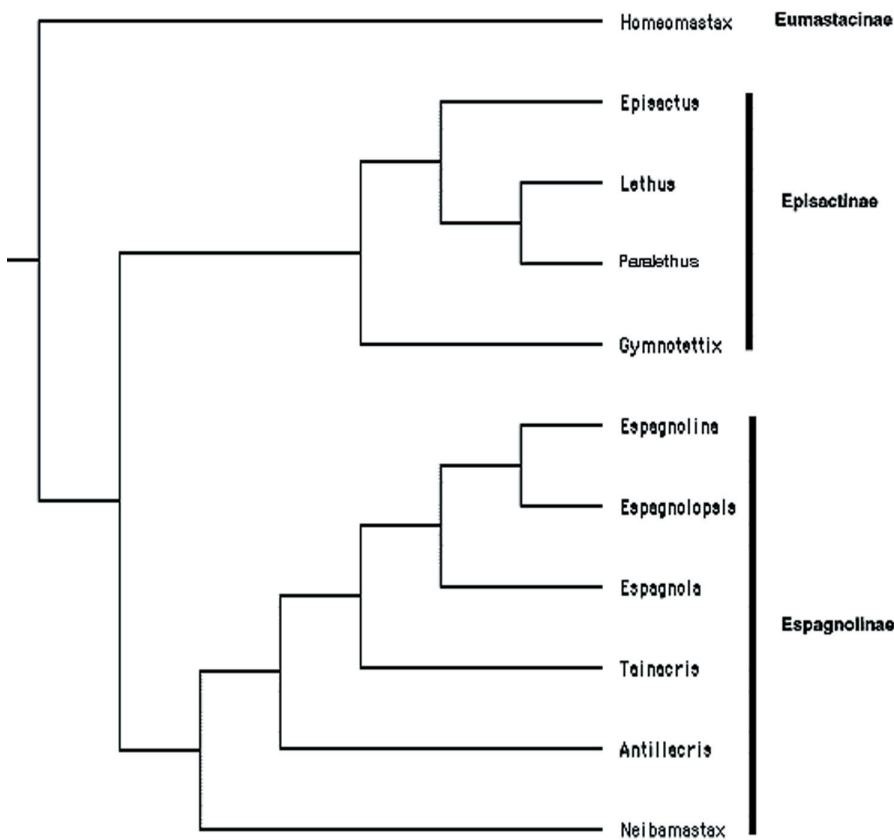 Homeomastax Eumastacinae
Episactus
Lethus
Episactinae
Paralethus
Gymnotettix
Espagnolina
Espagnolopsis
Espagnola
Espagnolinae
Tainacris
Antillacris
Neibamastax